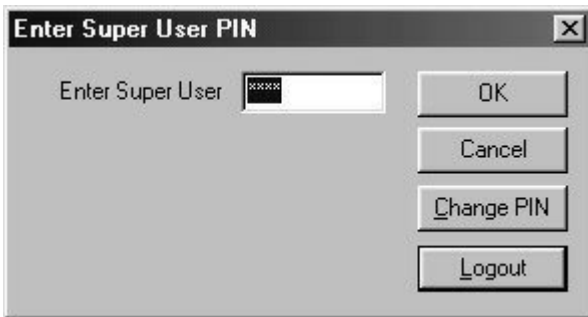 Enter Super User PIN
Enter Super User
****
OK
Cancel
Change PIN
Logout